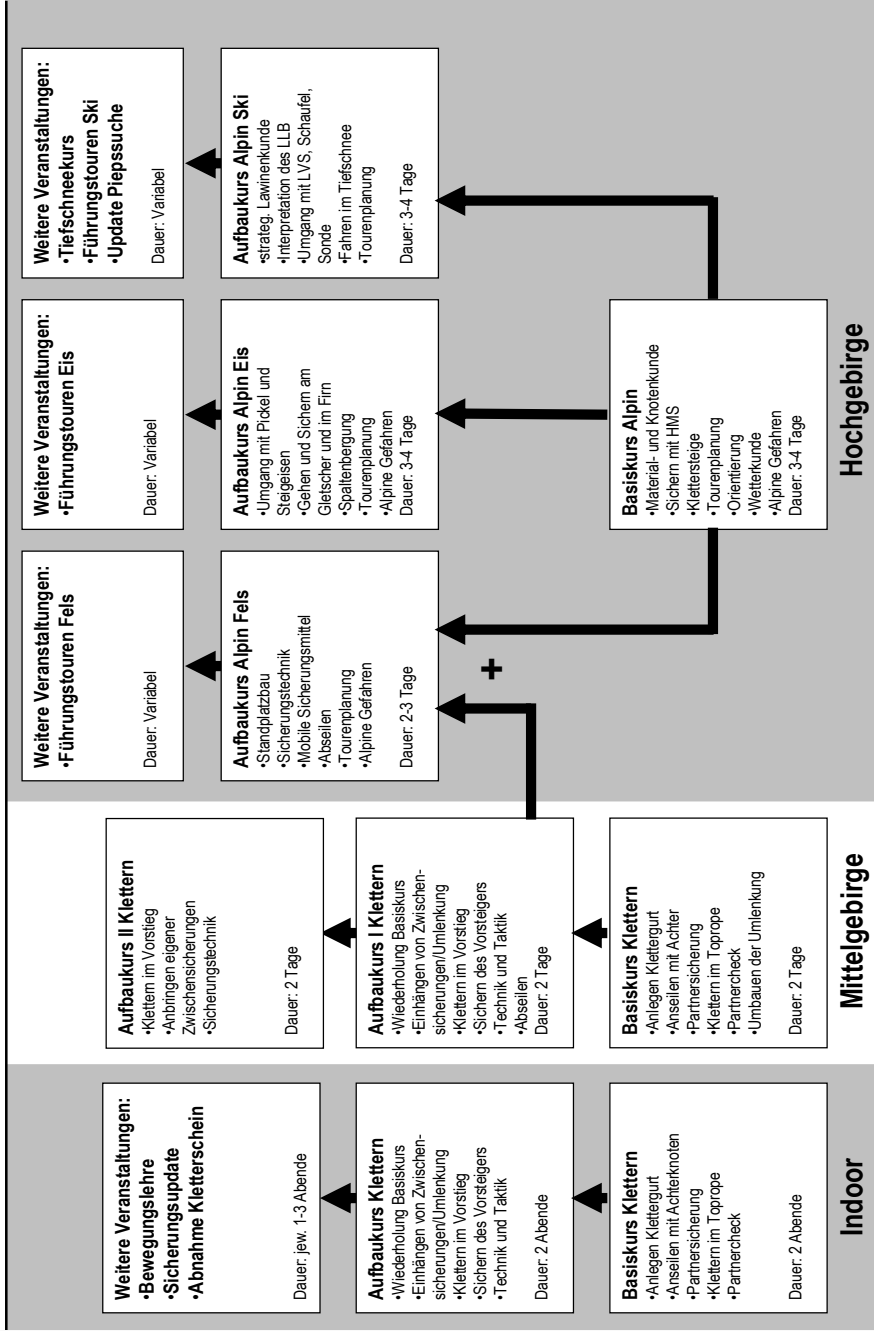 Weitere Veranstaltungen:
•Bewegungslehre
•Sicherungsupdate
•Abnahme Kletterschein
Dauer: jew. 1-3 Abende
Aufbaukurs Klettern
•Wiederholung Basiskurs
•Einhängen von Zwischen-
sicherungen/Umlenkung
•Klettern im Vorstieg
•Sichern des Vorsteigers
•Technik und Taktik
Dauer: 2 Abende
Basiskurs Klettern
•Anlegen Klettergurt
•Anseilen mit Achterknoten
•Partnersicherung
•Klettern im Toprope
•Partnercheck
Dauer: 2 Abende
Indoor
Aufbaukurs II Klettern
•Klettern im Vorstieg
•Anbringen eigener
Zwischensicherungen
•Sicherungstechnik
Dauer: 2 Tage
Aufbaukurs I Klettern
•Wiederholung Basiskurs
•Einhängen von Zwischen-
sicherungen/Umlenkung
•Klettern im Vorstieg
•Sichern des Vorsteigers
•Technik und Taktik
•Abseilen
Dauer: 2 Tage
Basiskurs Klettern
•Anlegen Klettergurt
•Anseilen mit Achter
•Partnersicherung
•Klettern im Toprope
•Partnercheck
•Umbauen der Umlenkung
Dauer: 2 Tage
Mittelgebirge
Weitere Veranstaltungen:
•Führungstouren Fels
Dauer: Variabel
Aufbaukurs Alpin Fels
•Standplatzbau
•Sicherungstechnik
•Mobile Sicherungsmittel
•Abseilen
•Tourenplanung
•Alpine Gefahren
Dauer: 2-3 Tage
+
Weitere Veranstaltungen:
•Führungstouren Eis
Dauer: Variabel
Aufbaukurs Alpin Eis
•Umgang mit Pickel und
Steigeisen
•Gehen und Sichern am
Gletscher und im Firn
•Spaltenbergung
•Tourenplanung
•Alpine Gefahren
Dauer: 3-4 Tage
Weitere Veranstaltungen:
•Tiefschneekurs
•Führungstouren Ski
•Update Piepssuche
Dauer: Variabel
Aufbaukurs Alpin Ski
•strateg. Lawinenkunde
•Interpretation des LLB
•Umgang mit LVS, Schaufel,
Sonde
•Fahren im Tiefschnee
•Tourenplanung
Dauer: 3-4 Tage
Basiskurs Alpin
•Material- und Knotenkunde
•Sichern mit HMS
•Klettersteige
•Tourenplanung
•Orientierung
•Wetterkunde
•Alpine Gefahren
Dauer: 3-4 Tage
Hochgebirge